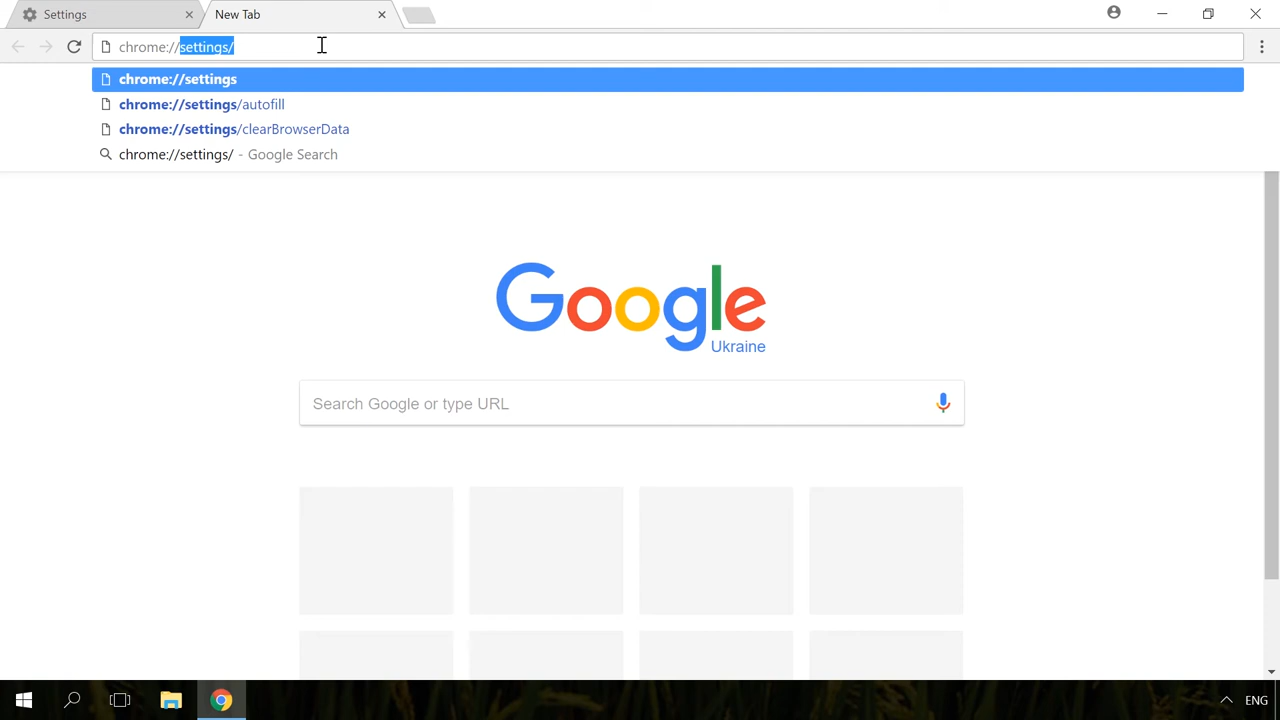 Settings
New Tab
chrome://settings/
chrome://settings
chrome://settings/autofill
chrome://settings/clearBrowserData
chrome://settings/ - Google Search
Google
Ukraine
Search Google or type URL
ENG